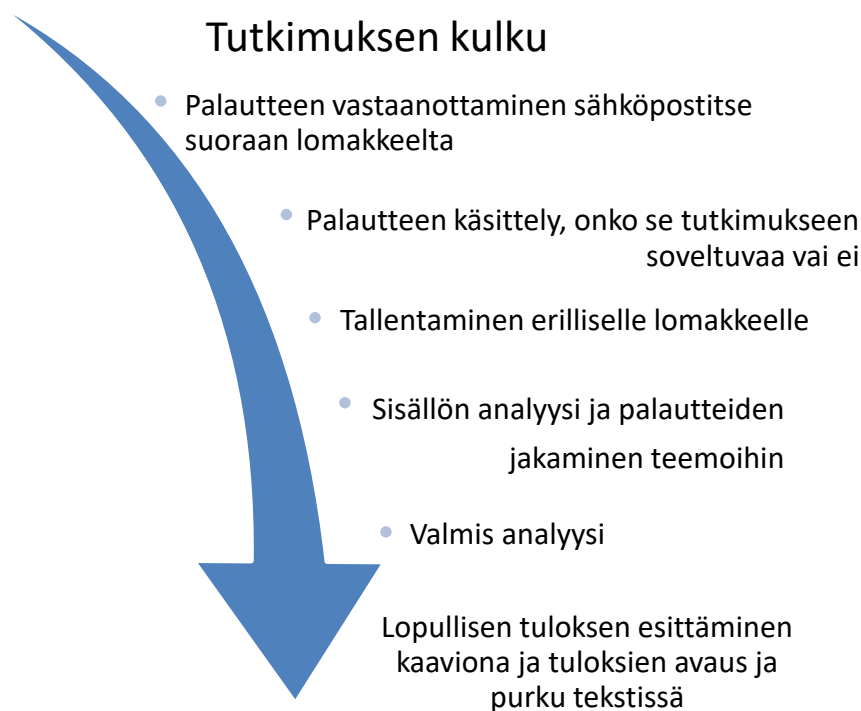 Tutkimuksen kulku
• Palautteen vastaanottaminen sähköpostitse
suoraan lomakkeelta
• Palautteen käsittely, onko se tutkimukseen
soveltuvaa vai ei
• Tallentaminen erilliselle lomakkeelle
• Sisällön analyysi ja palautteiden
jakaminen teemoihin
• Valmis analyysi
Lopullisen tuloksen esittäminen
kaaviona ja tuloksien avaus ja
purku tekstissä